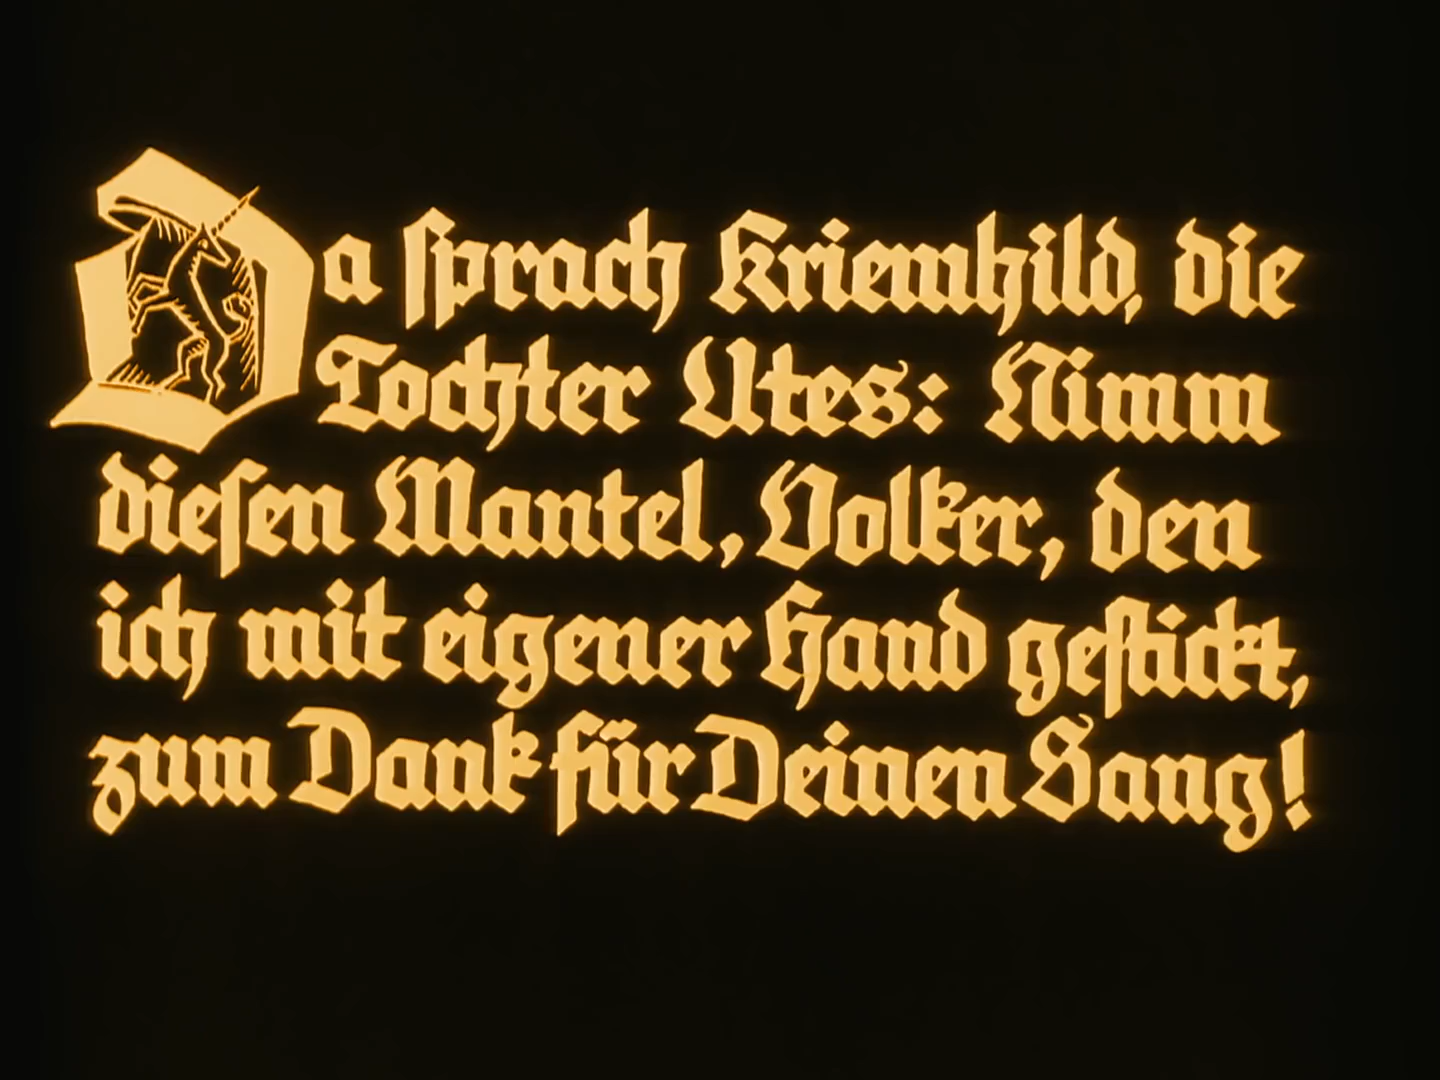 Da ſprach Kriemhild, die
Tochter Utes: Nimm
dieſen Mantel, Volker, den
ich mit eigener Hand geſtickt,
zum Dank für Deinen Sang!